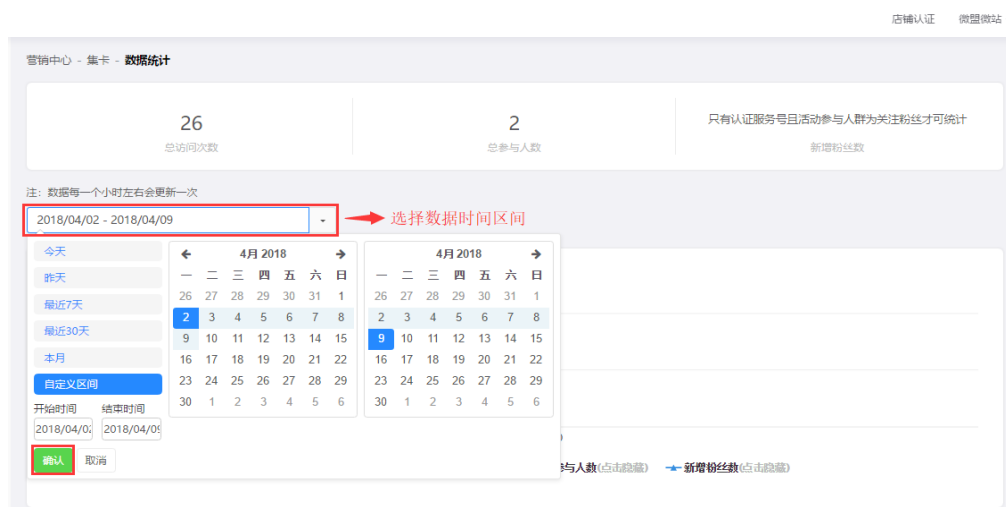 店铺认证 微盟微站
营销中心 - 集卡 - 数据统计
26 2 只有认证服务号且活动参与人群为关注粉丝才可统计
总访问次数 总参与人数 新增粉丝数
注：数据每一个小时左右会更新一次
2018/04/02 - 2018/04/09 选择数据时间区间
今天
昨天
最近7天
最近30天
本月
自定义区间
开始时间 结束时间
2018/04/02 2018/04/09
确认 取消
4月 2018
一 二 三 四 五 六 日
26 27 28 29 30 31 1
2 3 4 5 6 7 8
9 10 11 12 13 14 15
16 17 18 19 20 21 22
23 24 25 26 27 28 29
30 1 2 3 4 5 6
4月 2018
一 二 三 四 五 六 日
26 27 28 29 30 31 1
2 3 4 5 6 7 8
9 10 11 12 13 14 15
16 17 18 19 20 21 22
23 24 25 26 27 28 29
30 1 2 3 4 5 6
)
参与人数(点击隐藏) 新增粉丝数(点击隐藏)